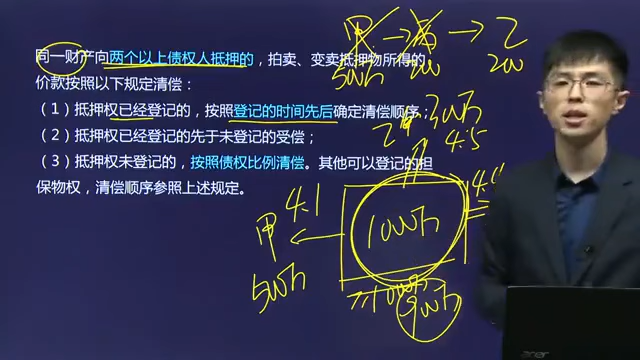 同一财产向两个以上债权人抵押的，拍卖、变卖抵押物所得的
价款按照以下规定清偿：
（1）抵押权已经登记的，按照登记的时间先后确定清偿顺序；
（2）抵押权已经登记的先于未登记的受偿；
（3）抵押权未登记的，按照债权比例清偿。其他可以登记的担
保物权，清偿顺序参照上述规定。
甲 → → 乙
200
乙
4.5
4.1
甲
100万
acer